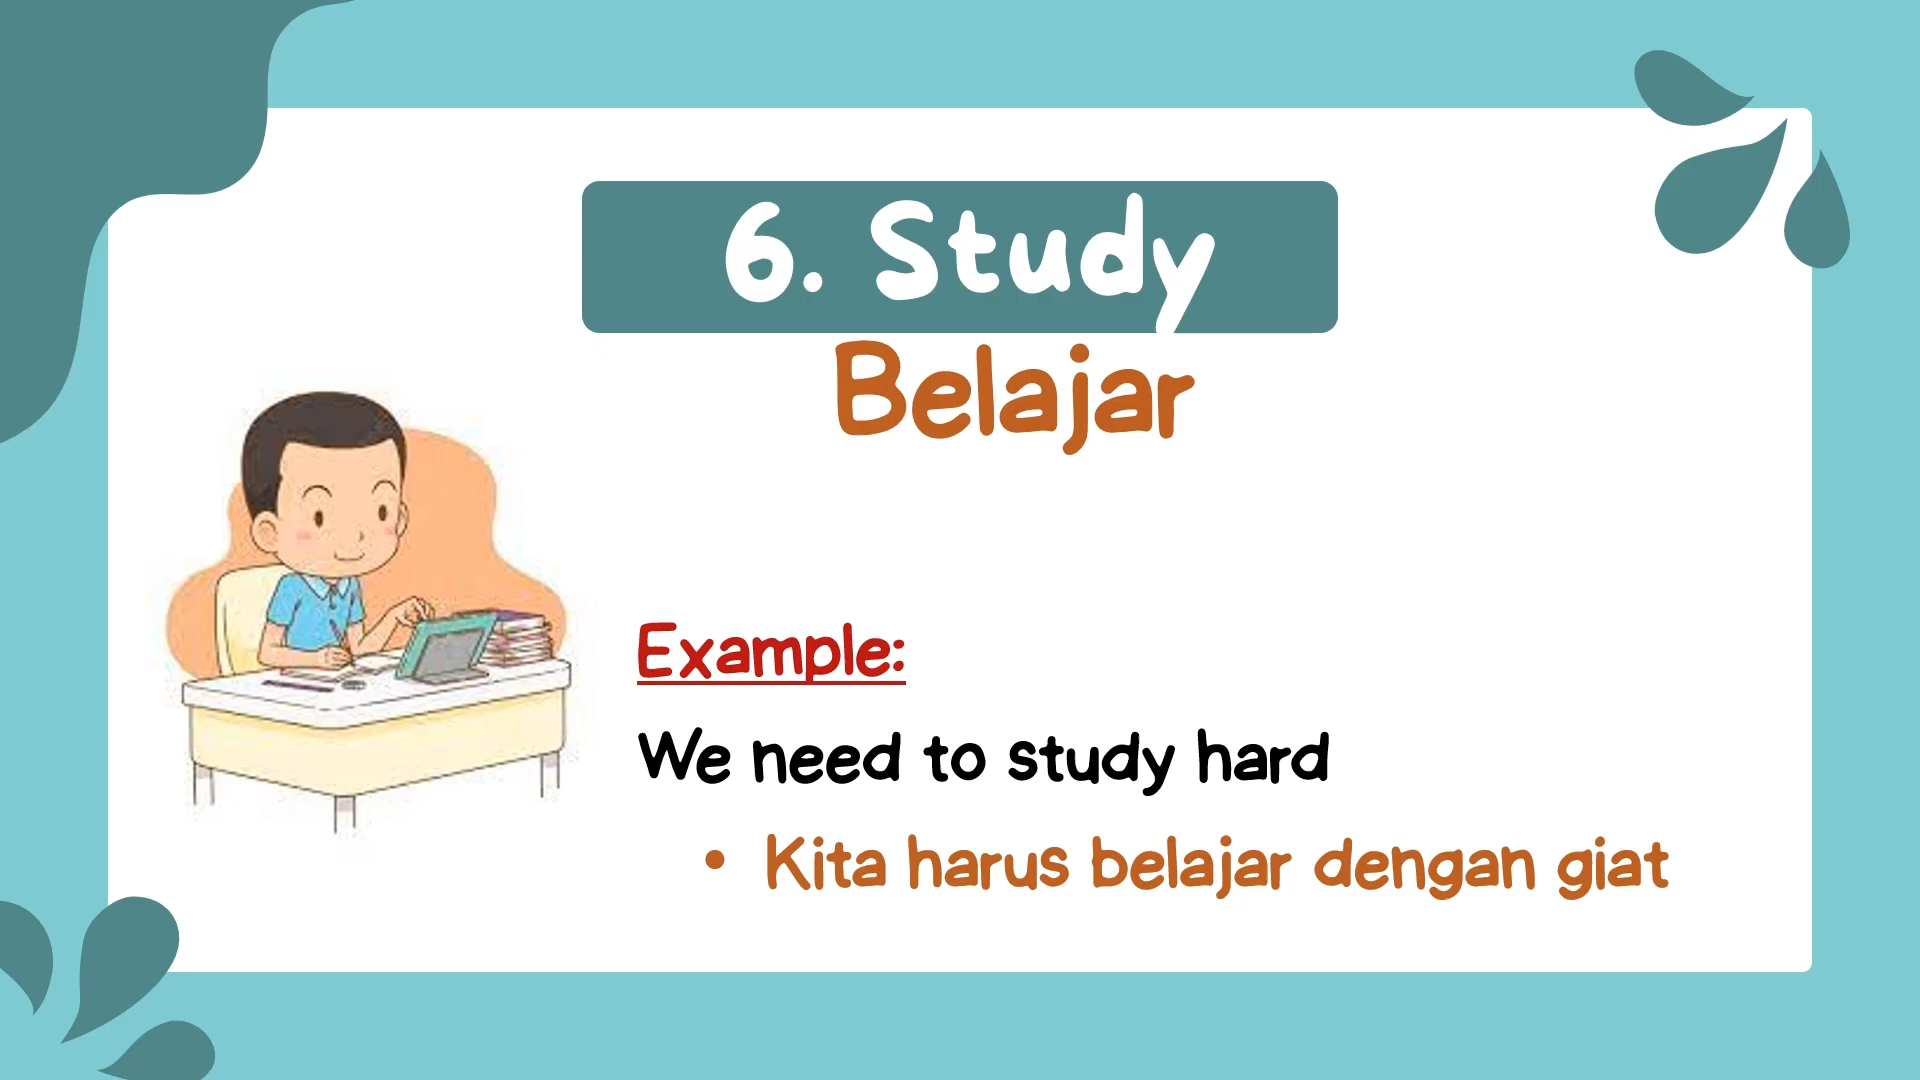 6. Study
Belajar
Example:
We need to study hard
• Kita harus belajar dengan giat